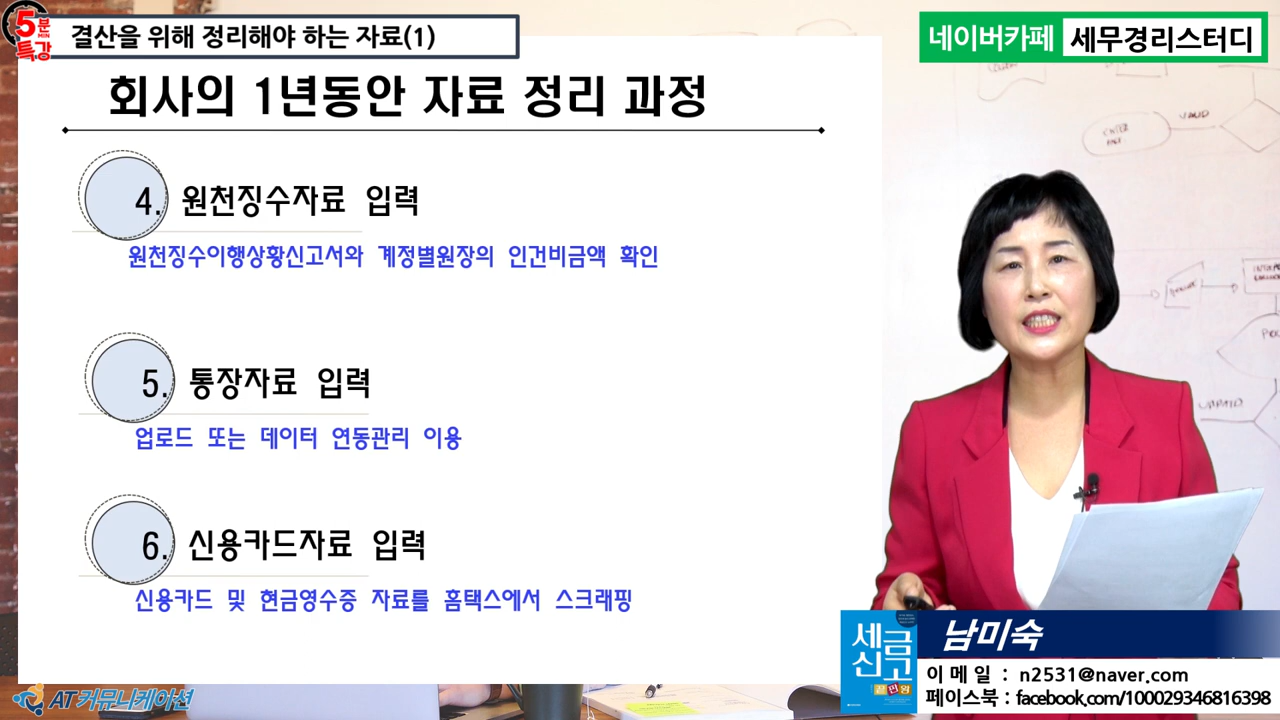 5분 MIN 특강
결산을 위해 정리해야 하는 자료(1)
네이버카페 세무경리스터디
회사의 1년동안 자료 정리 과정
4. 원천징수자료 입력
원천징수이행상황신고서와 계정별원장의 인건비금액 확인
5. 통장자료 입력
업로드 또는 데이터 연동관리 이용
6. 신용카드자료 입력
신용카드 및 현금영수증 자료를 홈택스에서 스크래핑
VALID
ENTER
세금
신고
끝판왕
남미숙
이 메 일 : n2531@naver.com
페이스북 : facebook.com/100029346816398
AT커뮤니케이션